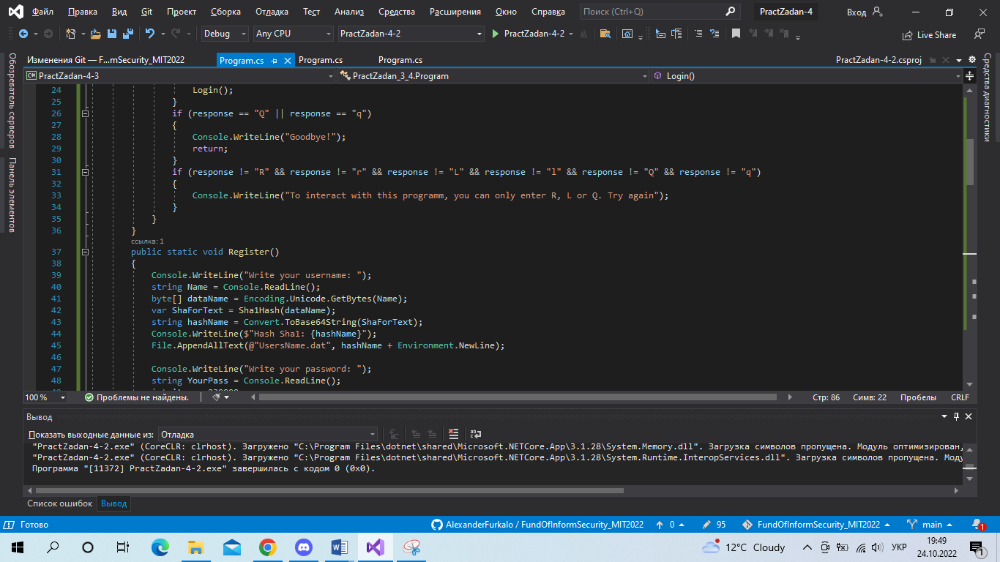 Файл Правка Вид Git Проект Сборка Отладка Тест Анализ Средства Расширения Окно Справка Поиск (Ctrl+Q) PractZadan-4 Вход
Debug Any CPU PractZadan-4-2 PractZadan-4-2 Live Share
Обозреватель серверов
Панель элементов
Изменения Git — F...mSecurity_MIT2022 Program.cs Program.cs Program.cs PractZadan-4-2.csproj
Средства диагностики
C# PractZadan-4-3 PractZadan_3_4.Program Login()
24 Login();
25 }
26 if (response == "Q" || response == "q")
27 {
28 Console.WriteLine("Goodbye!");
29 return;
30 }
31 if (response != "R" && response != "r" && response != "L" && response != "l" && response != "Q" && response != "q")
32 {
33 Console.WriteLine("To interact with this programm, you can only enter R, L or Q. Try again");
34 }
35 }
36 }
ссылка: 1
37 public static void Register()
38 {
39 Console.WriteLine("Write your username: ");
40 string Name = Console.ReadLine();
41 byte[] dataName = Encoding.Unicode.GetBytes(Name);
42 var ShaForText = Sha1Hash(dataName);
43 string hashName = Convert.ToBase64String(ShaForText);
44 Console.WriteLine($"Hash Sha1: {hashName}");
45 File.AppendAllText(@"UsersName.dat", hashName + Environment.NewLine);
46
47 Console.WriteLine("Write your password: ");
48 string YourPass = Console.ReadLine();
100 % Проблемы не найдены. Стр: 86 Симв: 22 Пробелы CRLF
Вывод
Показать выходные данные из: Отладка
"PractZadan-4-2.exe" (CoreCLR: clrhost). Загружено "C:\Program Files\dotnet\shared\Microsoft.NETCore.App\3.1.28\System.Memory.dll". Загрузка символов пропущена. Модуль оптимизирован,
"PractZadan-4-2.exe" (CoreCLR: clrhost). Загружено "C:\Program Files\dotnet\shared\Microsoft.NETCore.App\3.1.28\System.Runtime.InteropServices.dll". Загрузка символов пропущена. Моду
Программа "[11372] PractZadan-4-2.exe" завершилась с кодом 0 (0x0).
Список ошибок Вывод
Готово AlexanderFurkalo / FundOfInformSecurity_MIT2022 0 95 FundOfInformSecurity_MIT2022 main 1
12°C Cloudy УКР 19:49
24.10.2022 1